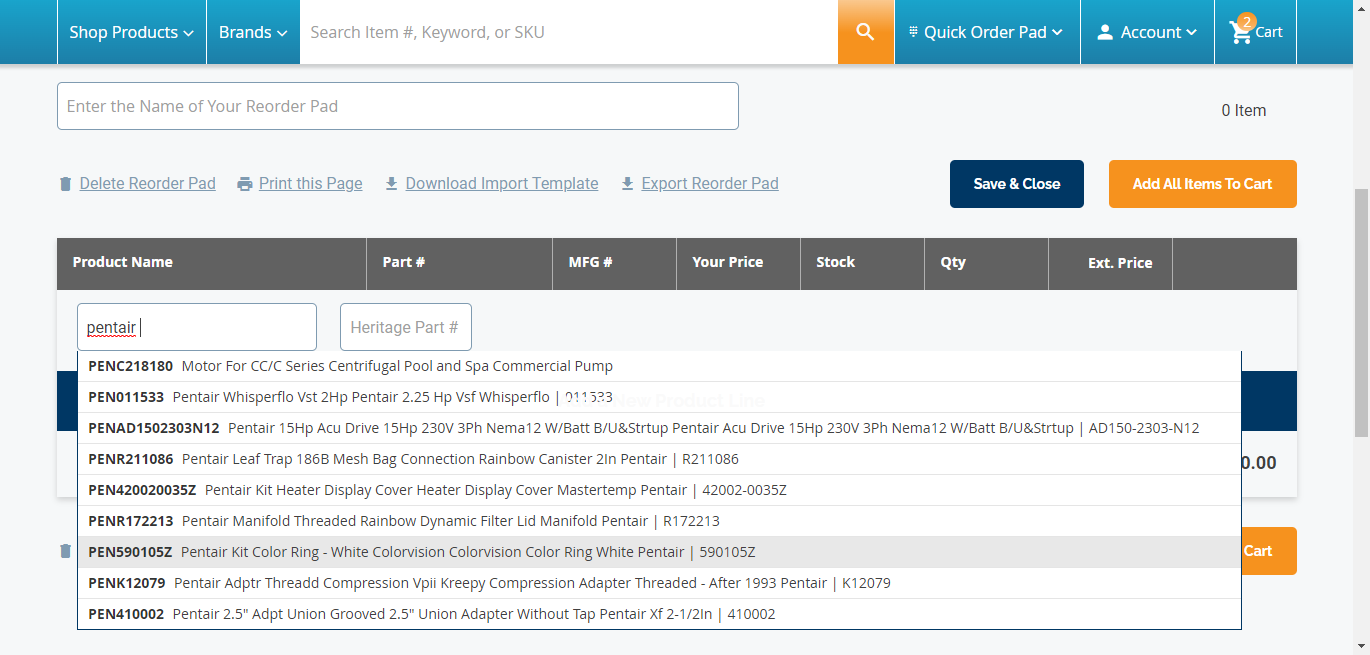 Shop Products Brands Search Item #, Keyword, or SKU Quick Order Pad Account 2 Cart
Enter the Name of Your Reorder Pad 0 Item
Delete Reorder Pad Print this Page Download Import Template Export Reorder Pad Save & Close Add All Items To Cart
Product Name Part # MFG # Your Price Stock Qty Ext. Price
pentair Heritage Part #
PENC218180 Motor For CC/C Series Centrifugal Pool and Spa Commercial Pump
PEN011533 Pentair Whisperflo Vst 2Hp Pentair 2.25 Hp Vsf Whisperflo | 011533
New Product Line
PENAD1502303N12 Pentair 15Hp Acu Drive 15Hp 230V 3Ph Nema12 W/Batt B/U&Strtup Pentair Acu Drive 15Hp 230V 3Ph Nema12 W/Batt B/U&Strtup | AD150-2303-N12
PENR211086 Pentair Leaf Trap 186B Mesh Bag Connection Rainbow Canister 2In Pentair | R211086
0.00
PEN420020035Z Pentair Kit Heater Display Cover Heater Display Cover Mastertemp Pentair | 42002-0035Z
PENR172213 Pentair Manifold Threaded Rainbow Dynamic Filter Lid Manifold Pentair | R172213
PEN590105Z Pentair Kit Color Ring - White Colorvision Colorvision Color Ring White Pentair | 590105Z
Cart
PENK12079 Pentair Adptr Threadd Compression Vpii Kreepy Compression Adapter Threaded - After 1993 Pentair | K12079
PEN410002 Pentair 2.5" Adpt Union Grooved 2.5" Union Adapter Without Tap Pentair Xf 2-1/2In | 410002